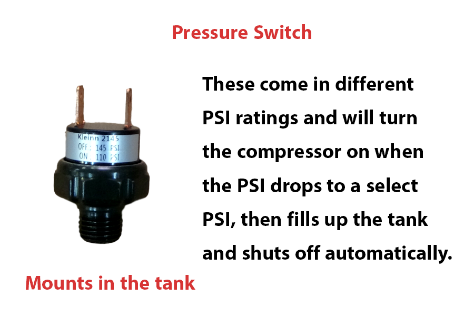 Pressure Switch
These come in different
PSI ratings and will turn
the compressor on when
the PSI drops to a select
PSI, then fills up the tank
and shuts off automatically.
Kleinn 2145
OFF 145 PSI
ON 110 PSI
Mounts in the tank